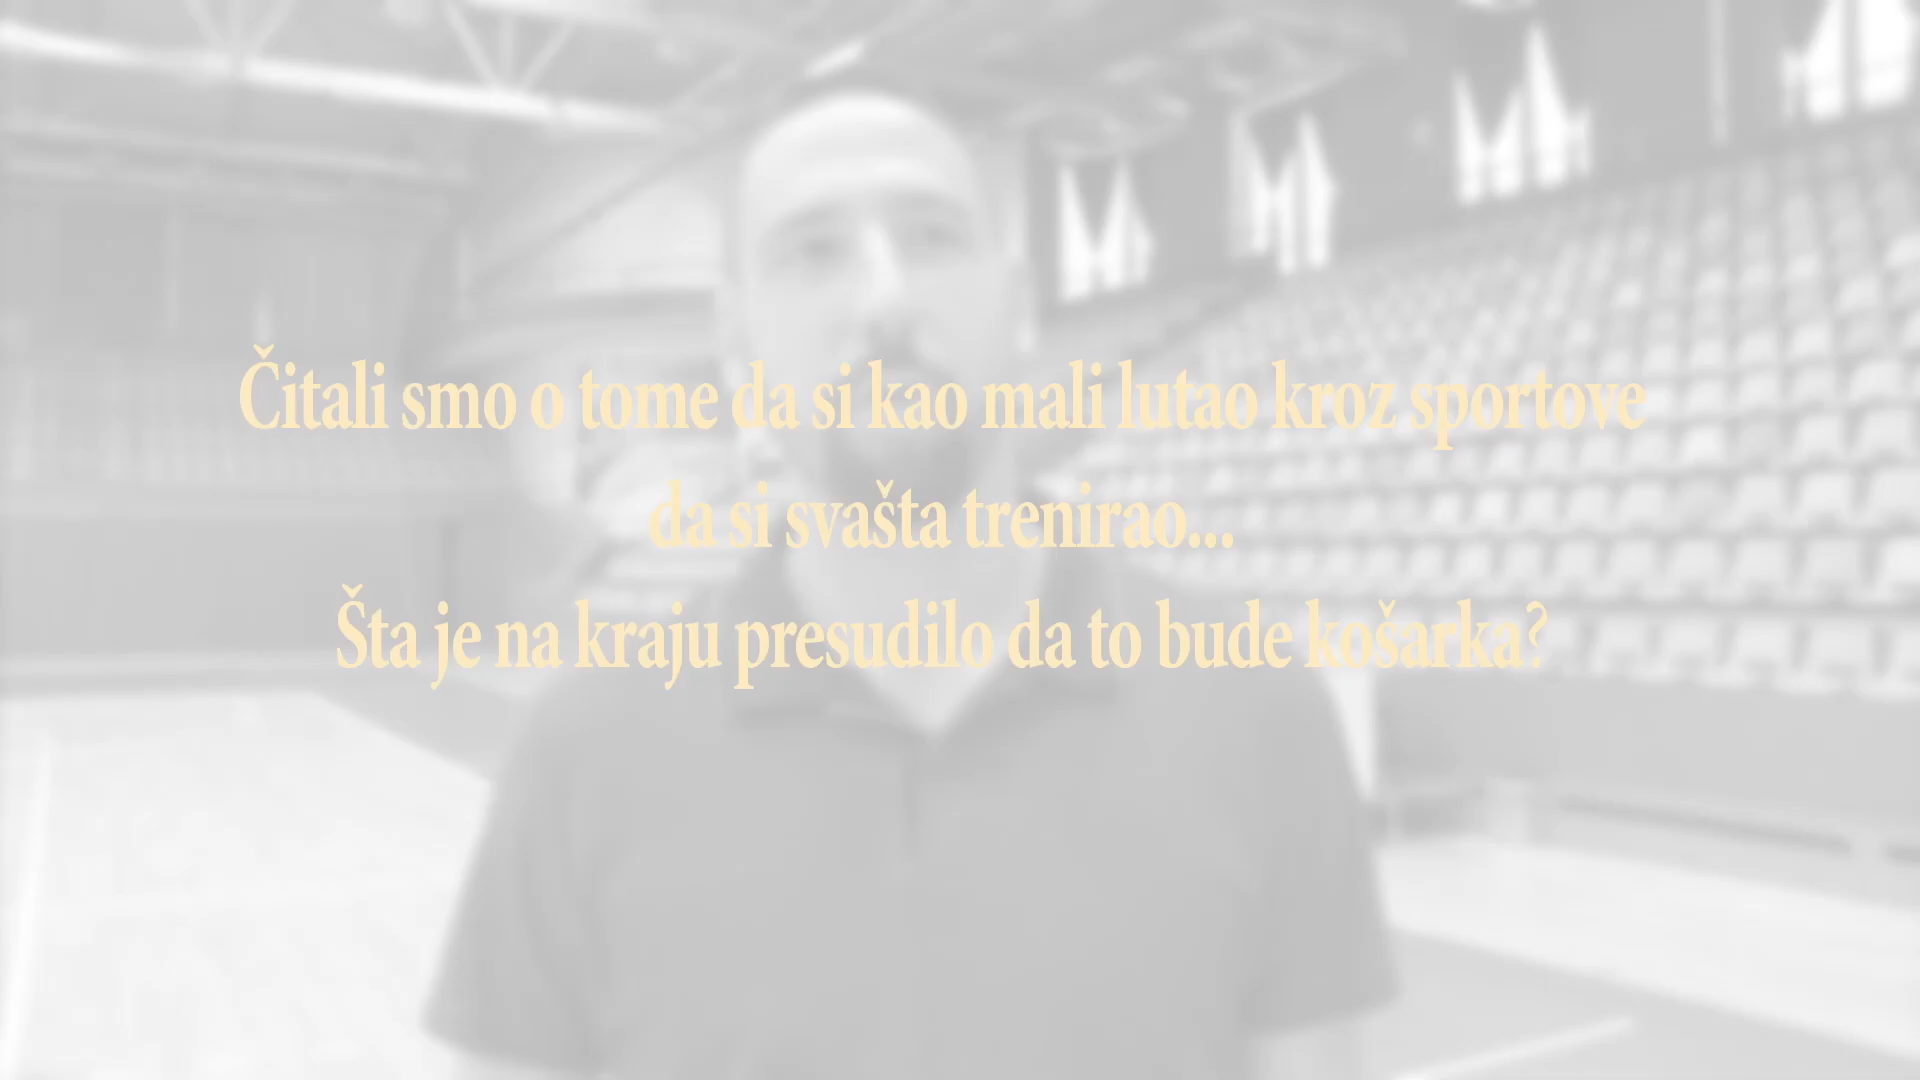 Čitali smo o tome da si kao mali lutao kroz sportove
da si svašta trenirao...
Šta je na kraju presudilo da to bude košarka?